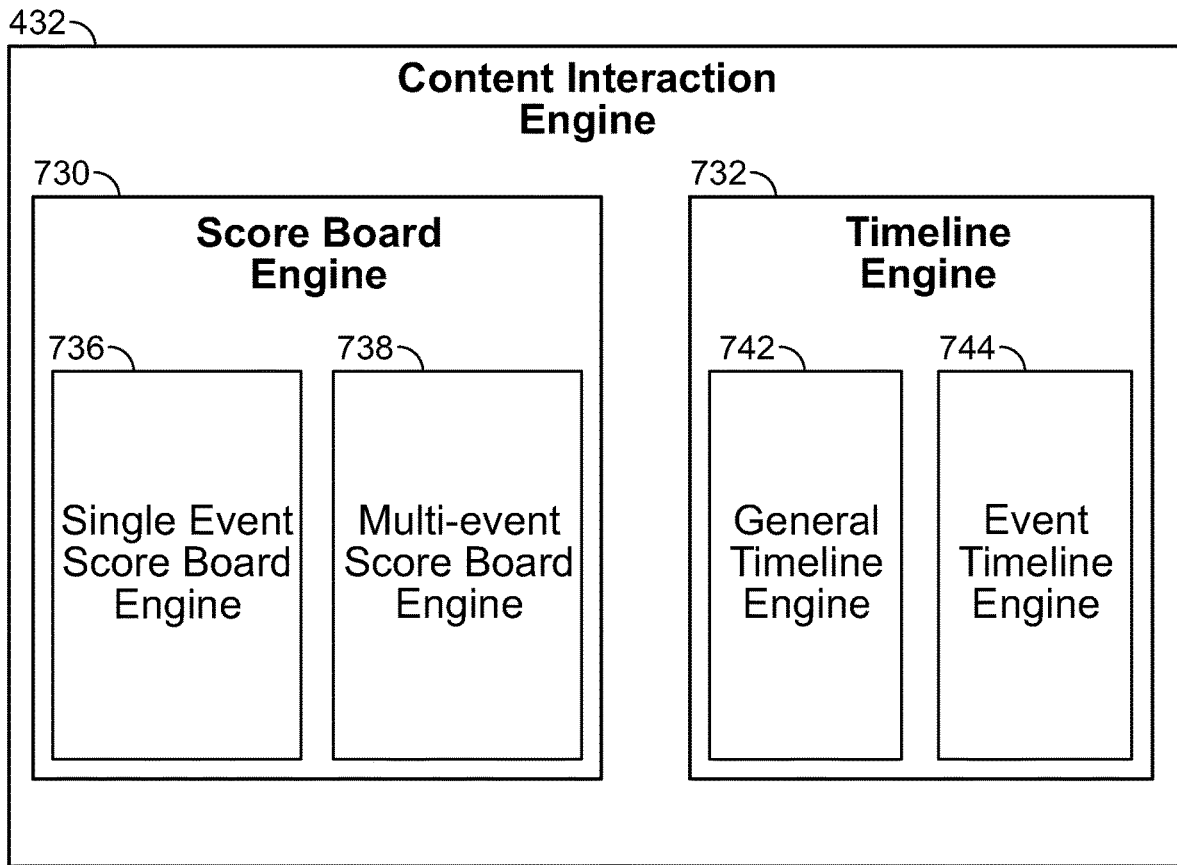 432
Content Interaction
Engine
730
Score Board
Engine
736
Single Event
Score Board
Engine
738
Multi-event
Score Board
Engine
732
Timeline
Engine
742
General
Timeline
Engine
744
Event
Timeline
Engine